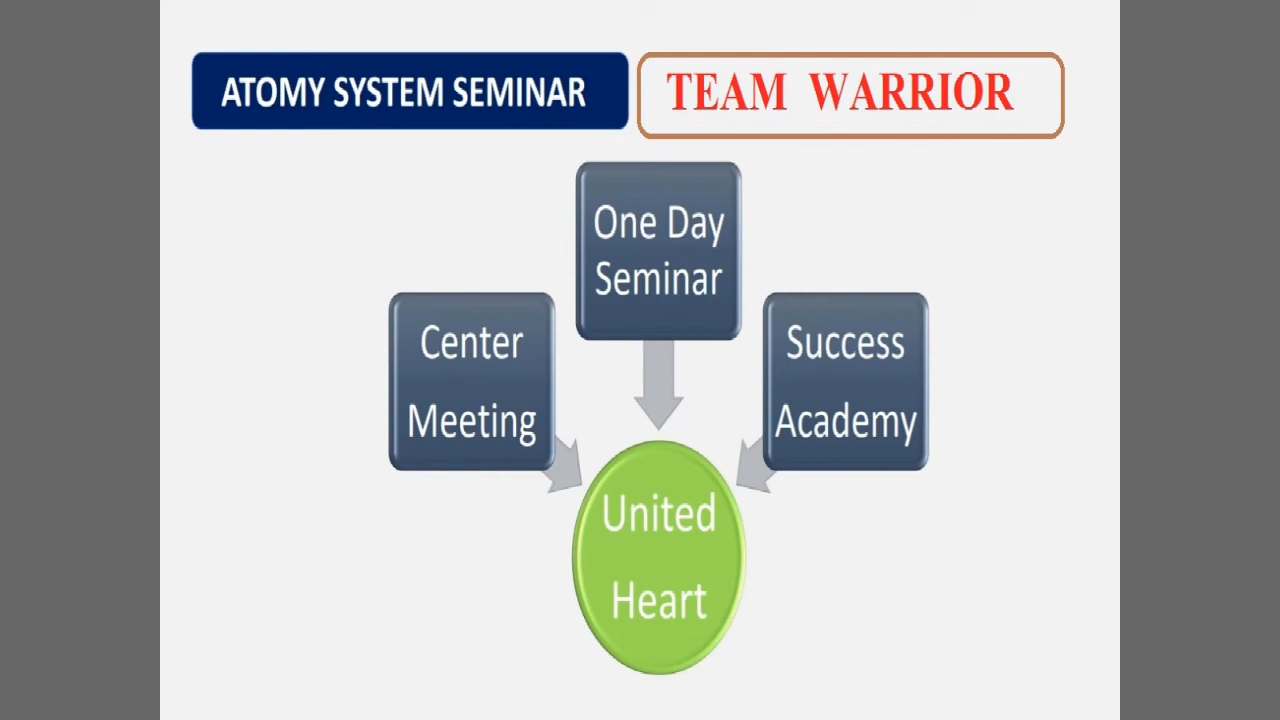 ATOMY SYSTEM SEMINAR
TEAM WARRIOR
One Day
Seminar
Center
Meeting
Success
Academy
United
Heart